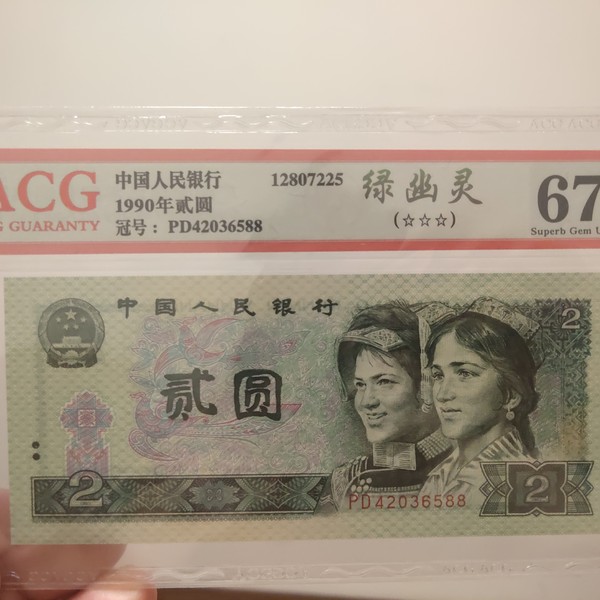 ACG
GUARANTY
中国人民银行
1990年贰圆
冠号： PD42036588
12807225
绿幽灵
(☆☆☆)
67
Superb Gem U
中国人民银行
2
贰圆
2
PD42036588
2